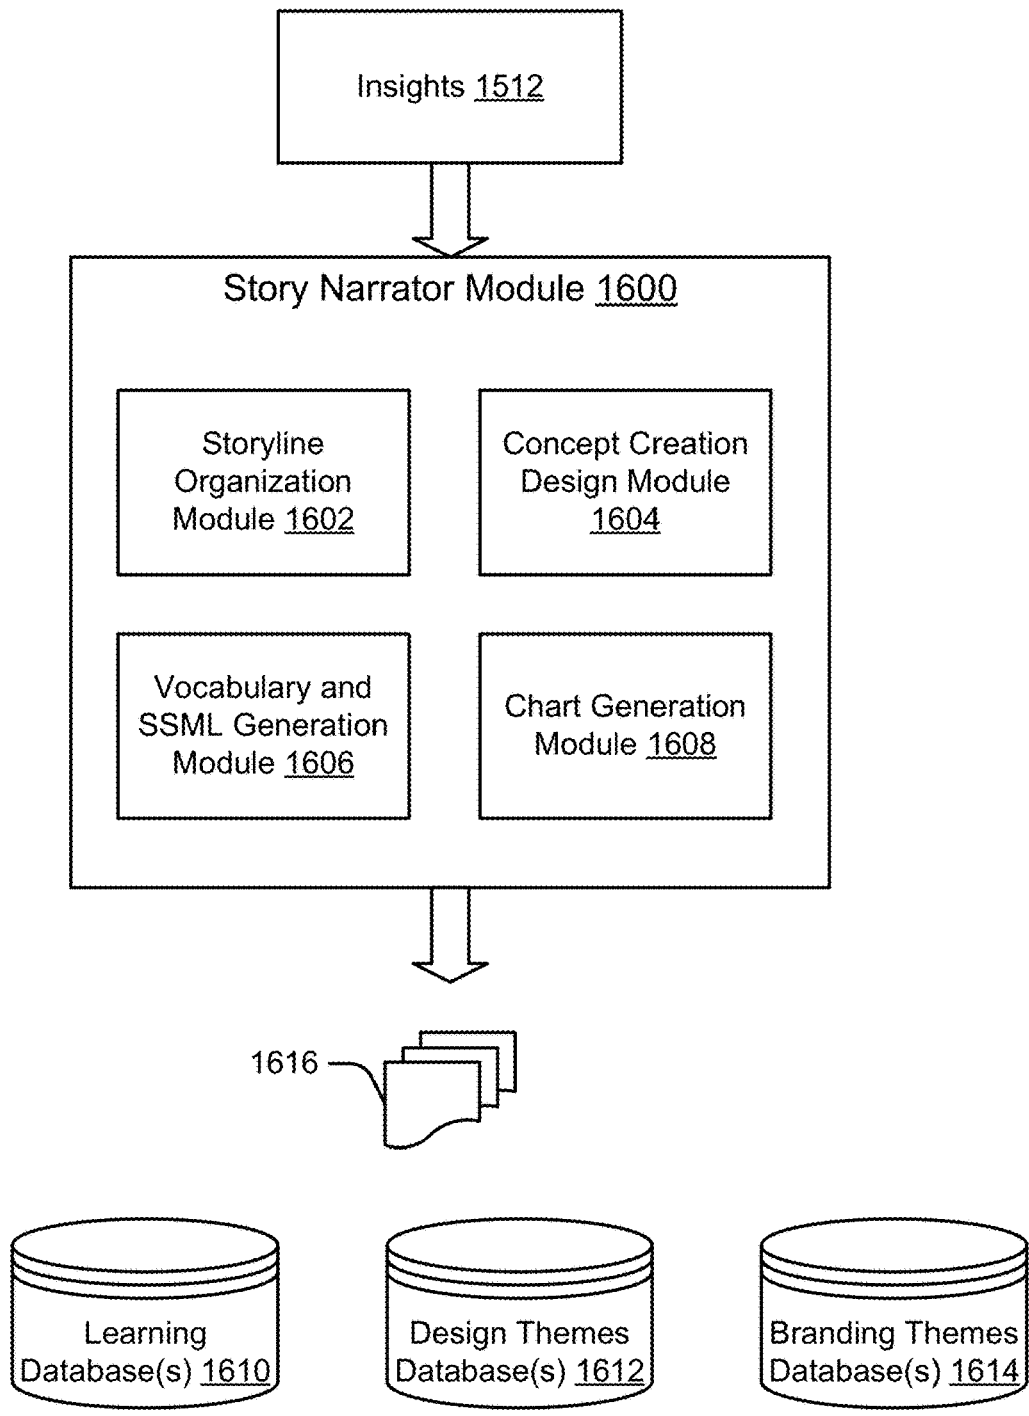 Insights 1512
Story Narrator Module 1600
Storyline
Organization
Module 1602
Concept Creation
Design Module
1604
Vocabulary and
SSML Generation
Module 1606
Chart Generation
Module 1608
1616
Learning
Database(s) 1610
Design Themes
Database(s) 1612
Branding Themes
Database(s) 1614